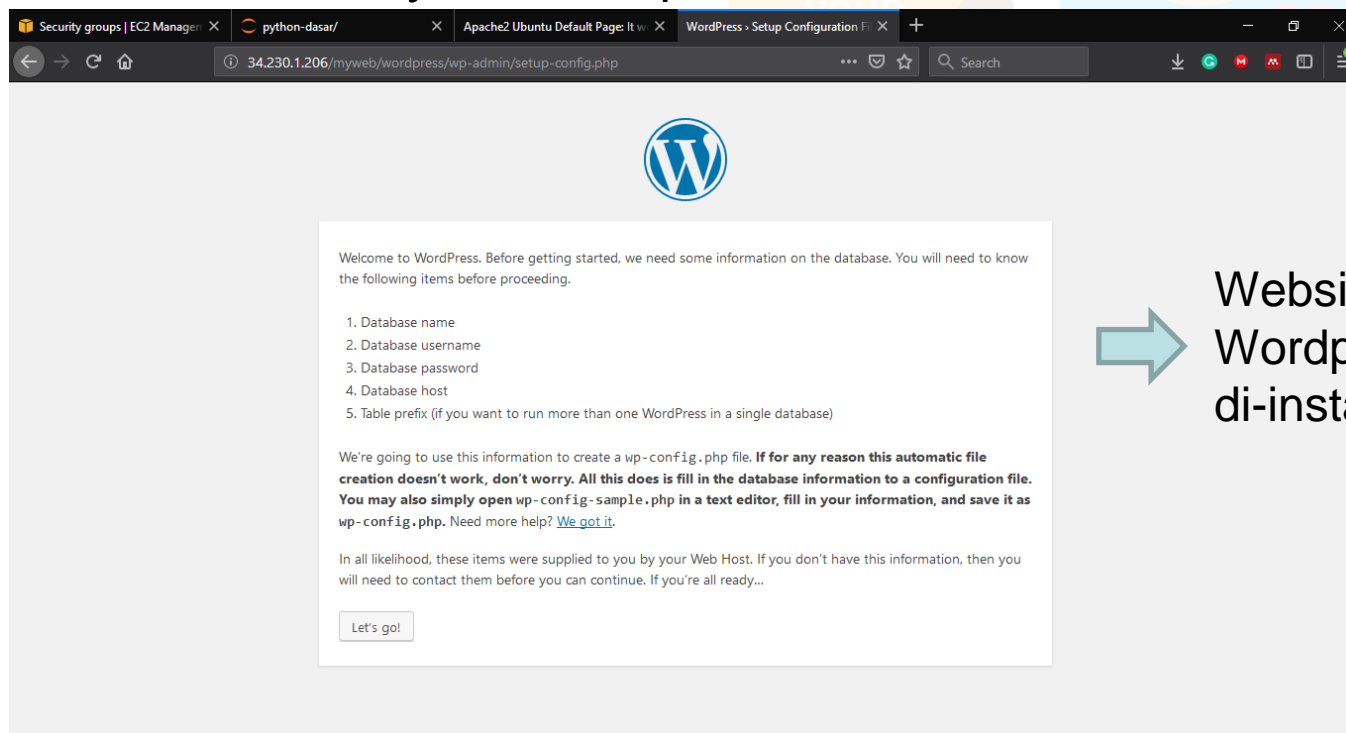 Security groups | EC2 Managen
python-dasar/
Apache2 Ubuntu Default Page: It w
WordPress › Setup Configuration Fi
34.230.1.206/myweb/wordpress/wp-admin/setup-config.php
Search
Welcome to WordPress. Before getting started, we need some information on the database. You will need to know
the following items before proceeding.
1. Database name
2. Database username
3. Database password
4. Database host
5. Table prefix (if you want to run more than one WordPress in a single database)
We're going to use this information to create a wp-config.php file. If for any reason this automatic file
creation doesn't work, don't worry. All this does is fill in the database information to a configuration file.
You may also simply open wp-config-sample.php in a text editor, fill in your information, and save it as
wp-config.php. Need more help? We got it.
In all likelihood, these items were supplied to you by your Web Host. If you don't have this information, then you
will need to contact them before you can continue. If you're all ready...
Let's go!
Websi
Wordp
di-insta